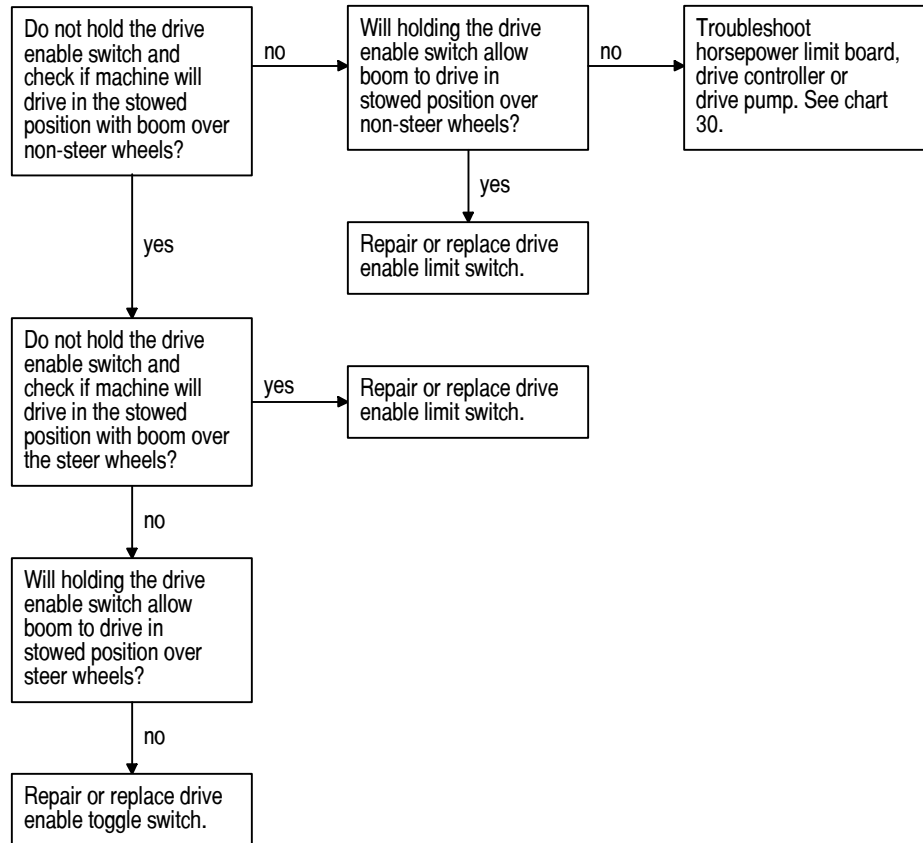 Do not hold the drive
enable switch and
check if machine will
drive in the stowed
position with boom over
non-steer wheels?
no
Will holding the drive
enable switch allow
boom to drive in
stowed position over
non-steer wheels?
no
Troubleshoot
horsepower limit board,
drive controller or
drive pump. See chart
30.
yes
Repair or replace drive
enable limit switch.
yes
Do not hold the drive
enable switch and
check if machine will
drive in the stowed
position with boom over
the steer wheels?
yes
Repair or replace drive
enable limit switch.
no
Will holding the drive
enable switch allow
boom to drive in
stowed position over
steer wheels?
no
Repair or replace drive
enable toggle switch.